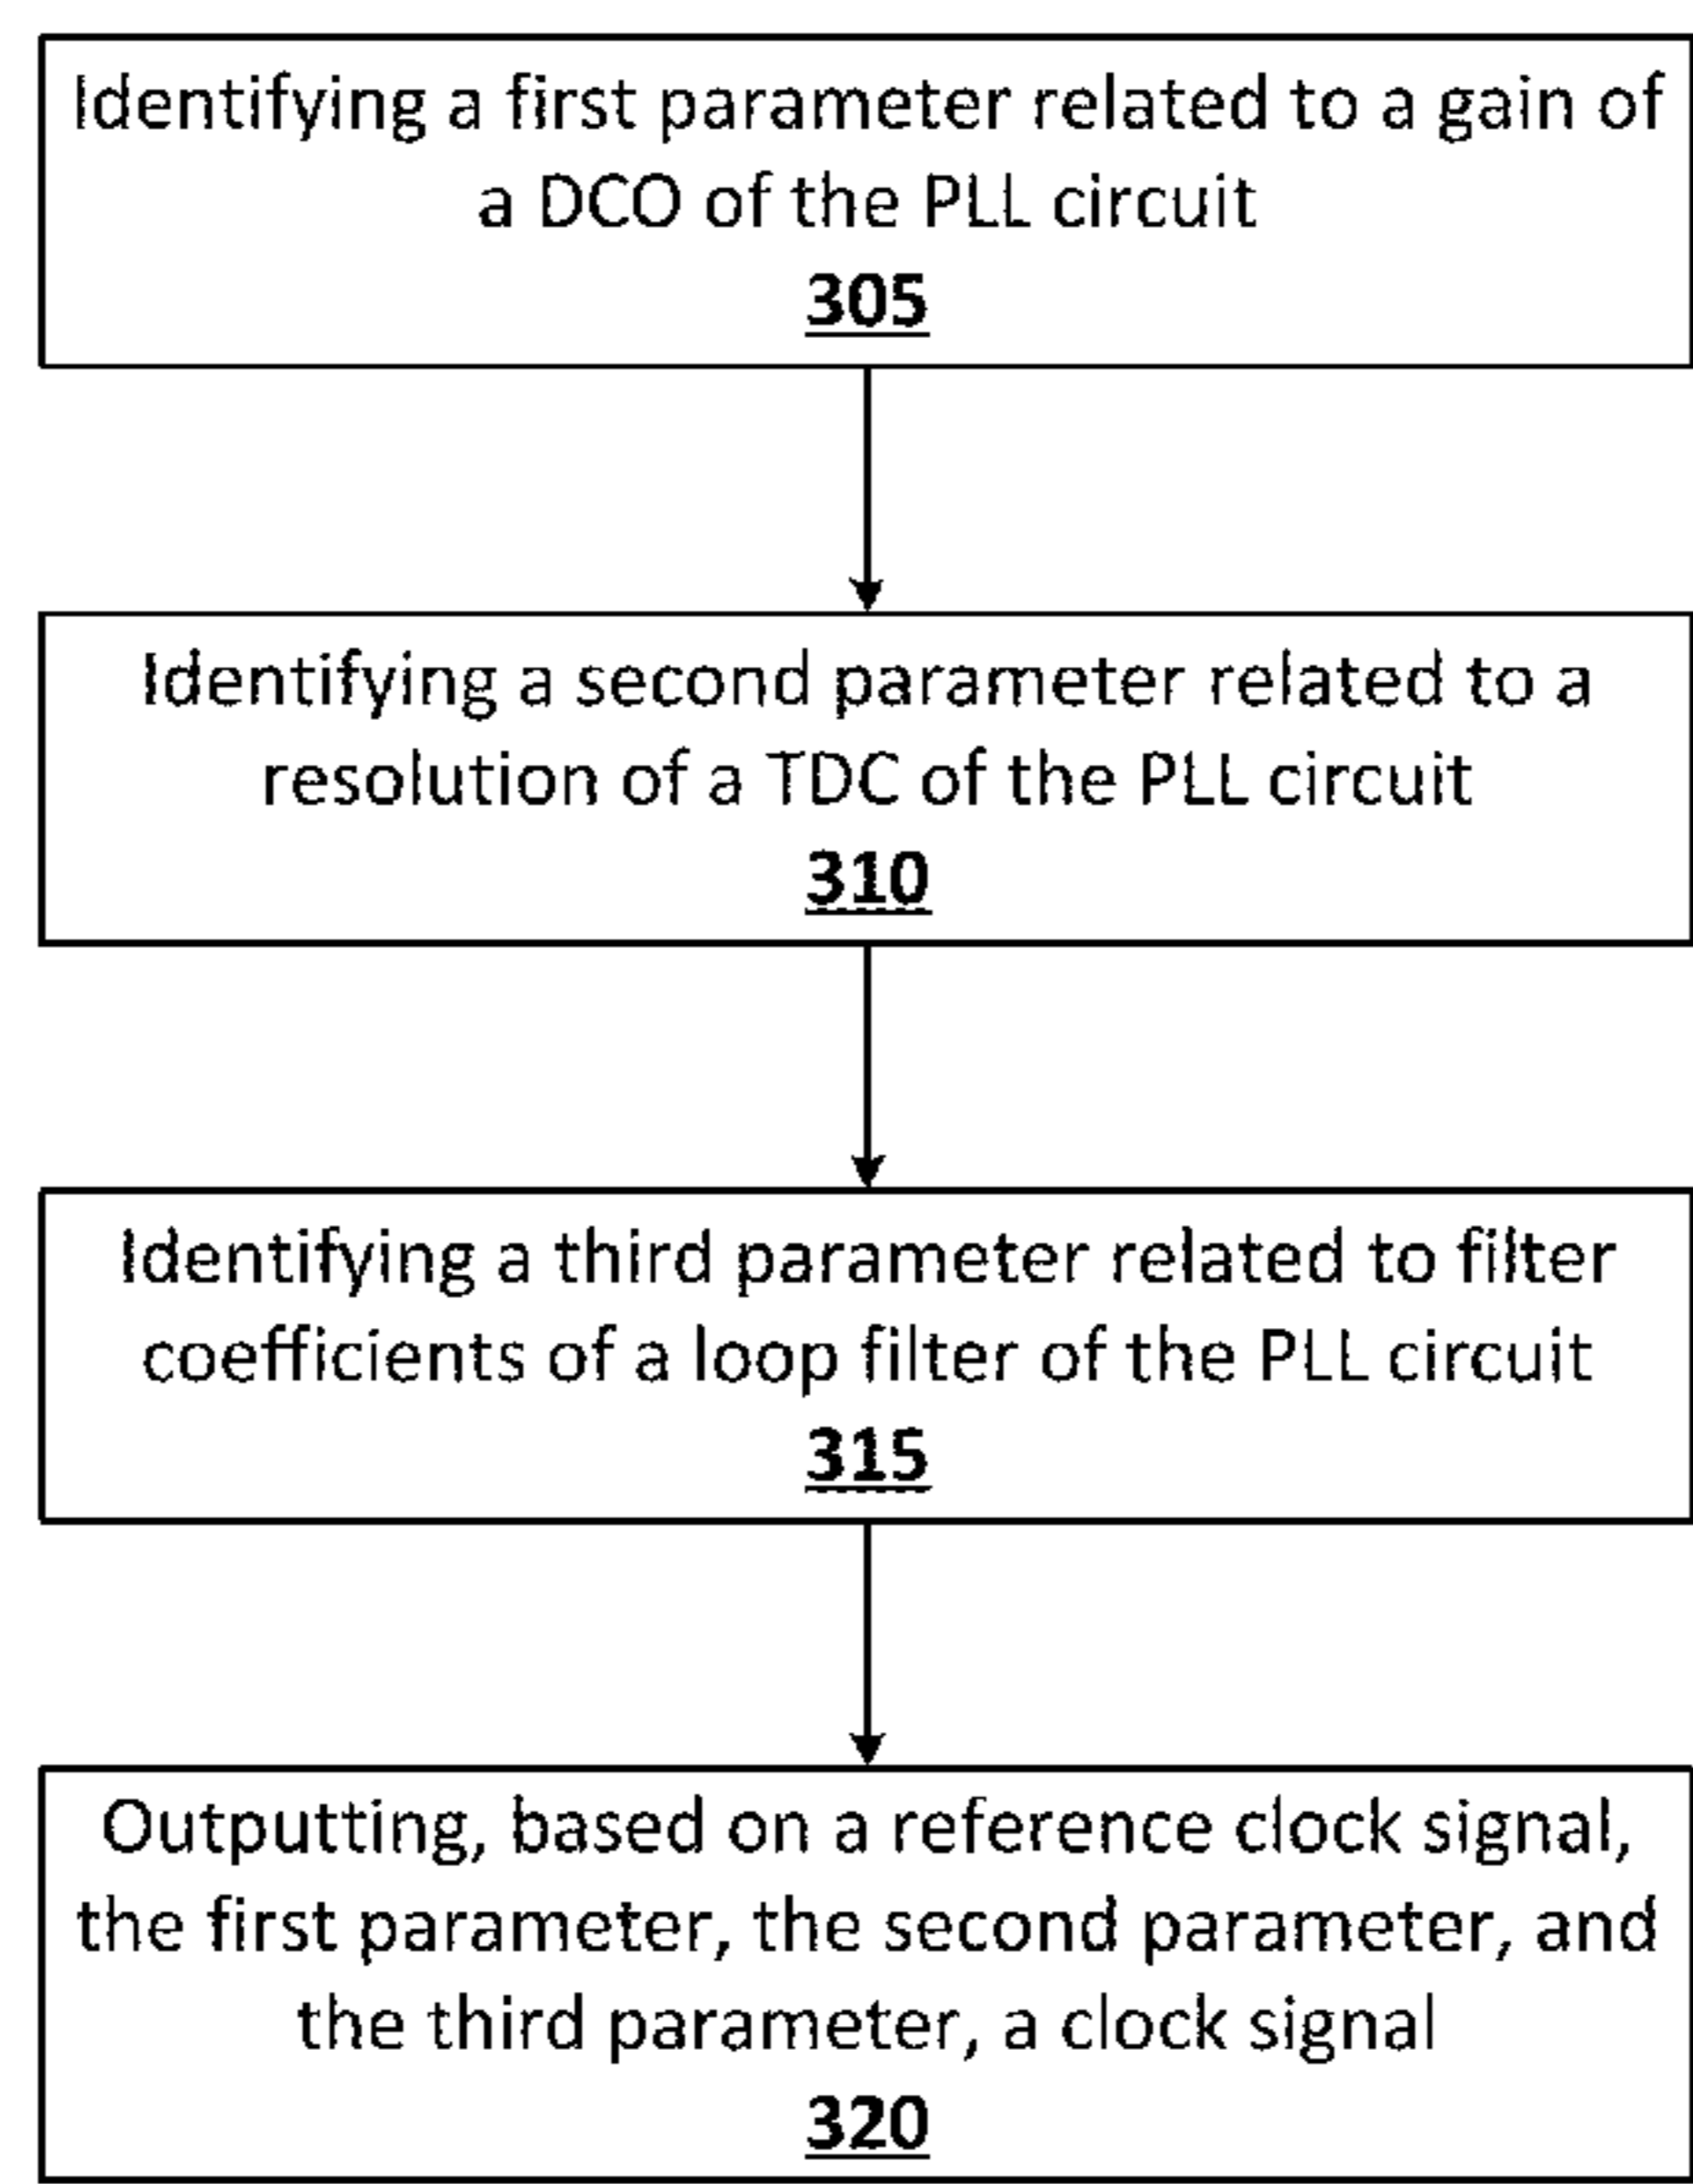 Identifying a first parameter related to a gain of
a DCO of the PLL circuit
305
Identifying a second parameter related to a
resolution of a TDC of the PLL circuit
310
Identifying a third parameter related to filter
coefficients of a loop filter of the PLL circuit
315
Outputting, based on a reference clock signal,
the first parameter, the second parameter, and
the third parameter, a clock signal
320